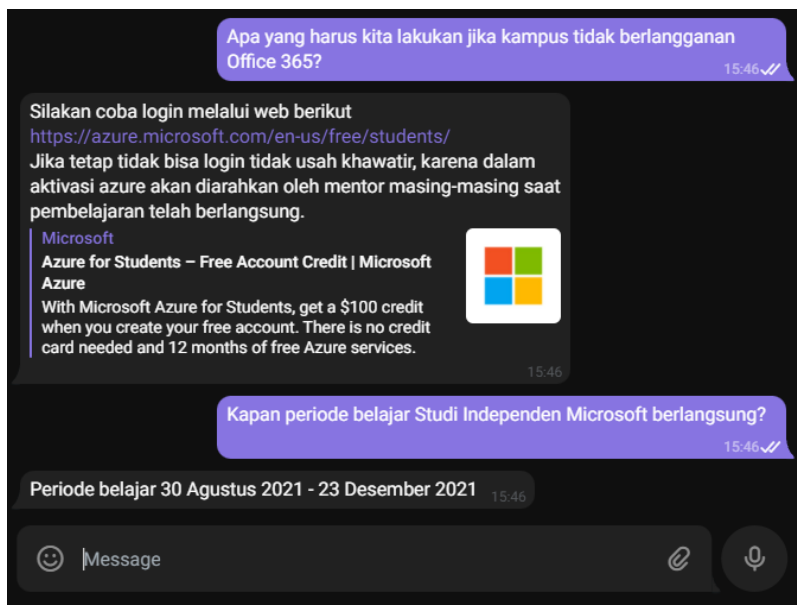 Apa yang harus kita lakukan jika kampus tidak berlangganan
Office 365?
15:46
Silakan coba login melalui web berikut
https://azure.microsoft.com/en-us/free/students/
Jika tetap tidak bisa login tidak usah khawatir, karena dalam
aktivasi azure akan diarahkan oleh mentor masing-masing saat
pembelajaran telah berlangsung.
Microsoft
Azure for Students – Free Account Credit | Microsoft
Azure
With Microsoft Azure for Students, get a $100 credit
when you create your free account. There is no credit
card needed and 12 months of free Azure services.
15:46
Kapan periode belajar Studi Independen Microsoft berlangsung?
15:46
Periode belajar 30 Agustus 2021 - 23 Desember 2021 15:46
Message